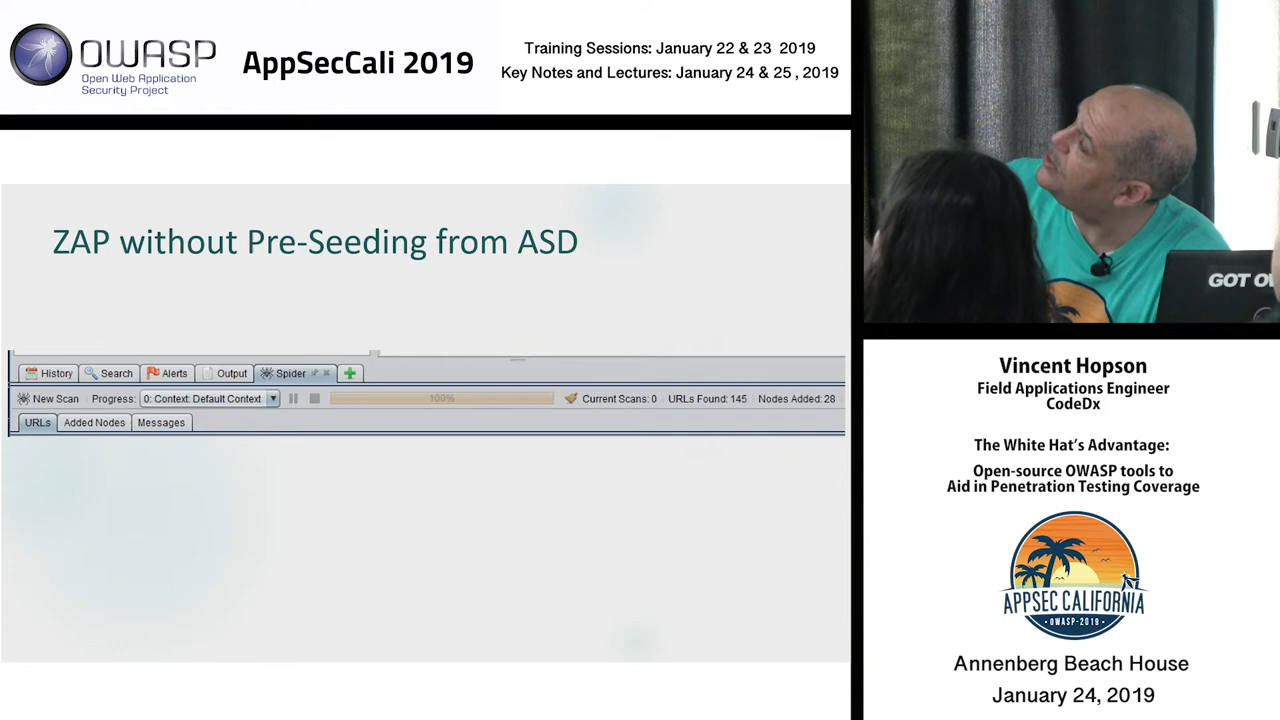 OWASP
Open Web Application
Security Project
AppSecCali 2019
Training Sessions: January 22 & 23 2019
Key Notes and Lectures: January 24 & 25 , 2019
ZAP without Pre-Seeding from ASD
History
Search
Alerts
Output
Spider
New Scan
Progress:
0: Context: Default Context
100%
Current Scans: 0
URLs Found: 145
Nodes Added: 28
URLs
Added Nodes
Messages
GOT
Vincent Hopson
Field Applications Engineer
CodeDx
The White Hat's Advantage:
Open-source OWASP tools to
Aid in Penetration Testing Coverage
APPSEC CALIFORNIA
• OWASP-2019 •
Annenberg Beach House
January 24, 2019